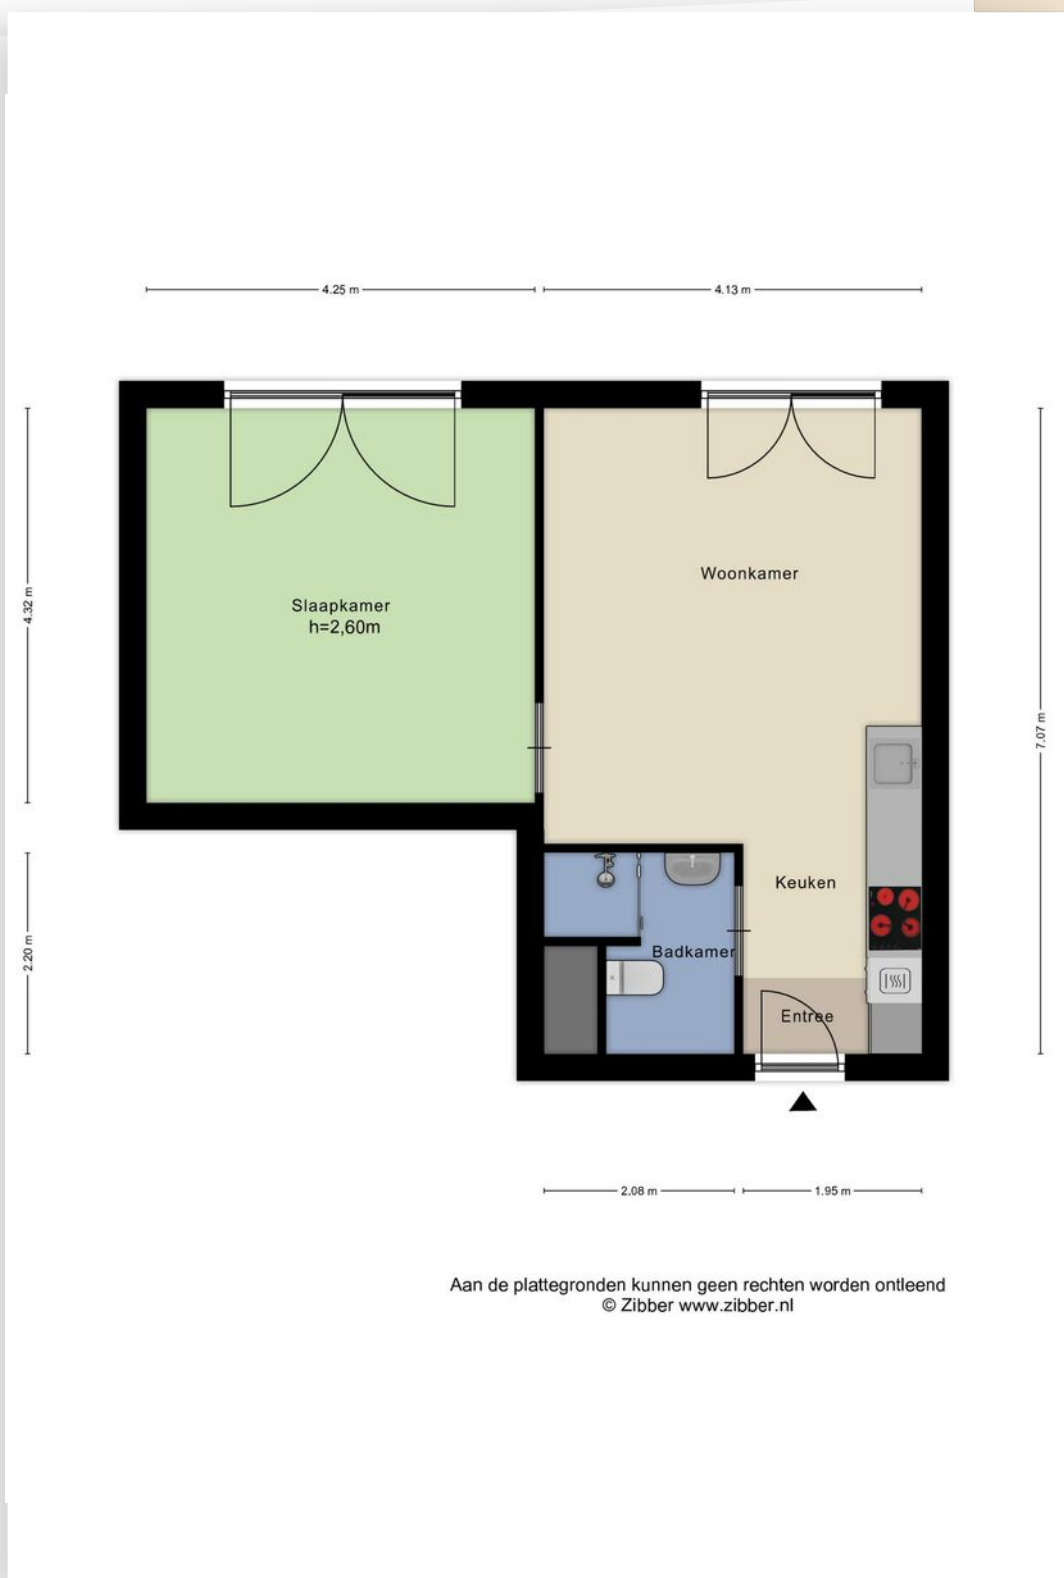 4.25 m
4.13 m
4.32 m
7.07 m
Woonkamer
Slaapkamer
h=2,60m
Keuken
2.20 m
Badkamer
Entree
2.08 m
1.95 m
Aan de plattegronden kunnen geen rechten worden ontleend
© Zibber www.zibber.nl